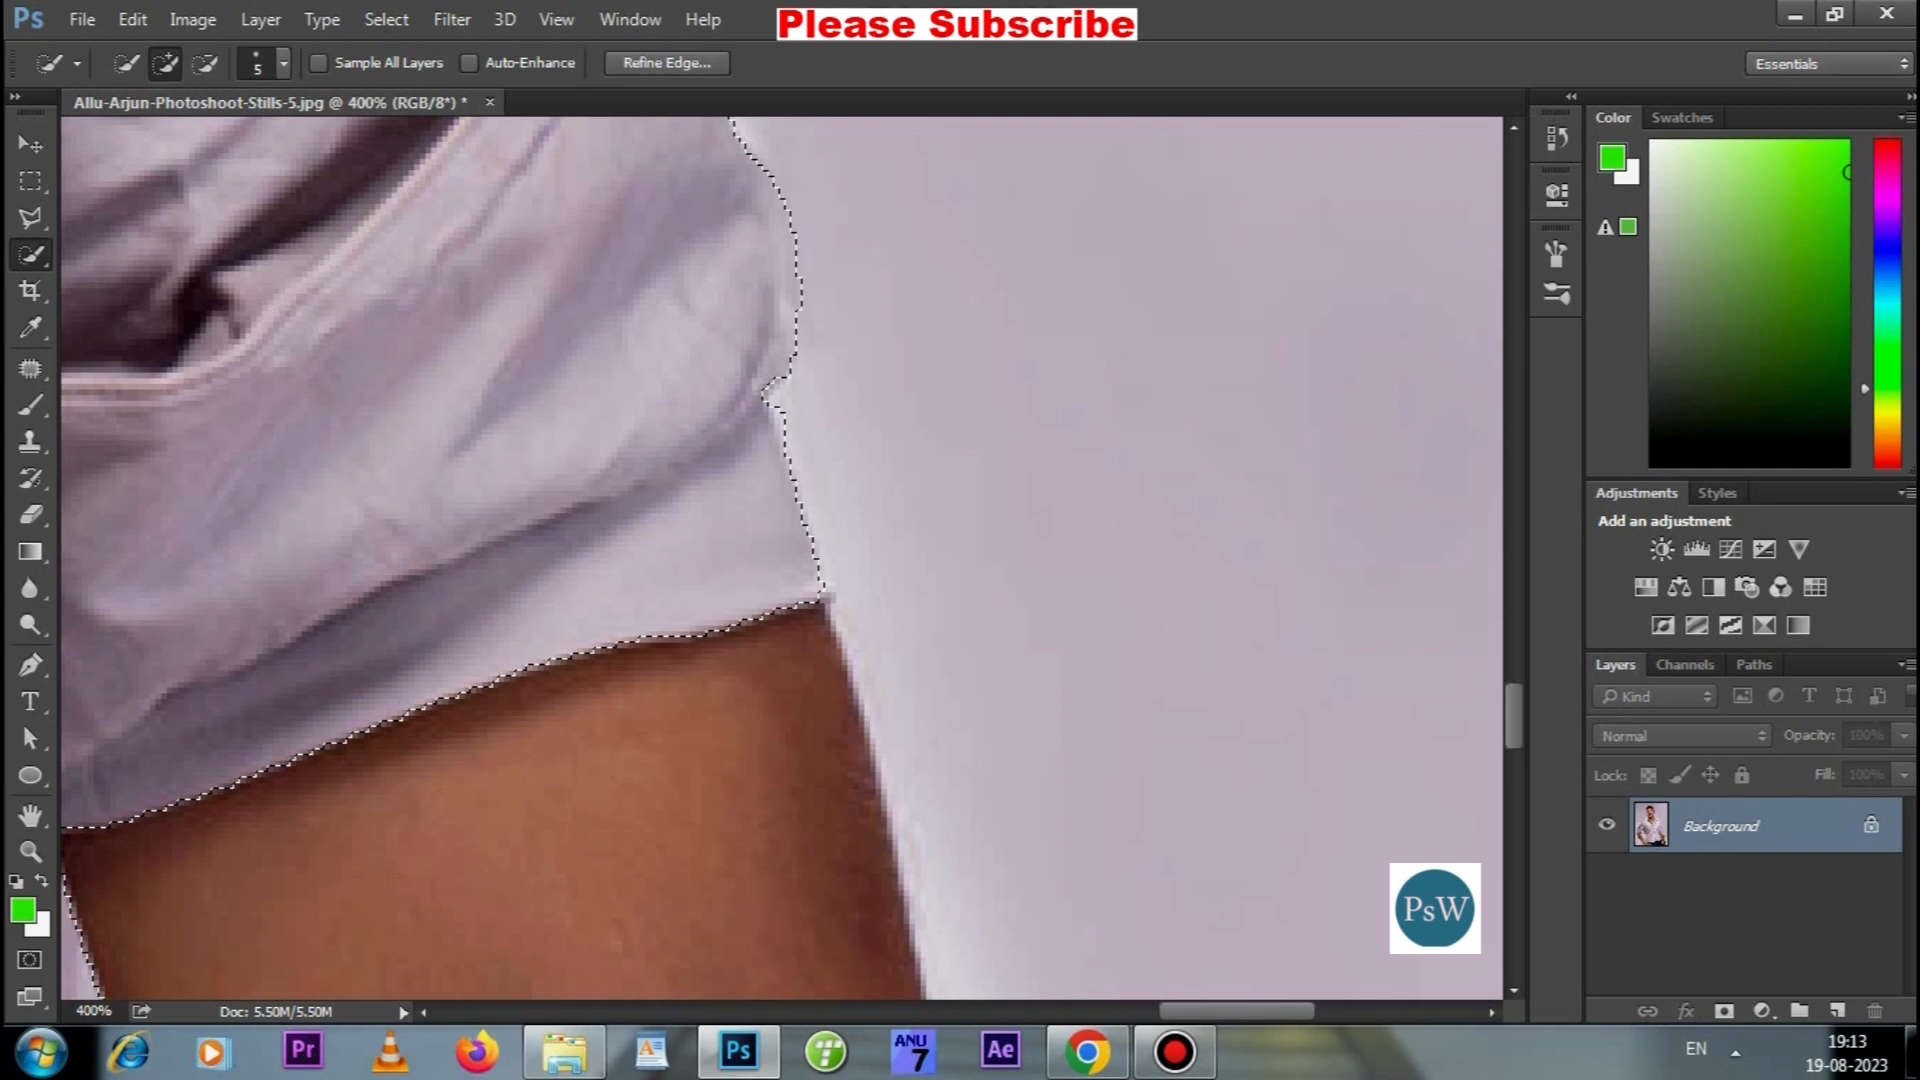 Ps File Edit Image Layer Type Select Filter 3D View Window Help
Please Subscribe
5 Sample All Layers Auto-Enhance Refine Edge... Essentials
Allu-Arjun-Photoshoot-Stills-5.jpg @ 400% (RGB/8*) * ×
Color Swatches
Adjustments Styles
Add an adjustment
Layers Channels Paths
Kind
Normal Opacity: 100%
Lock: Fill: 100%
Background
PsW
400% Doc: 5.50M/5.50M
Pr Ps ANU 7 Ae EN 19:13
19-08-2023